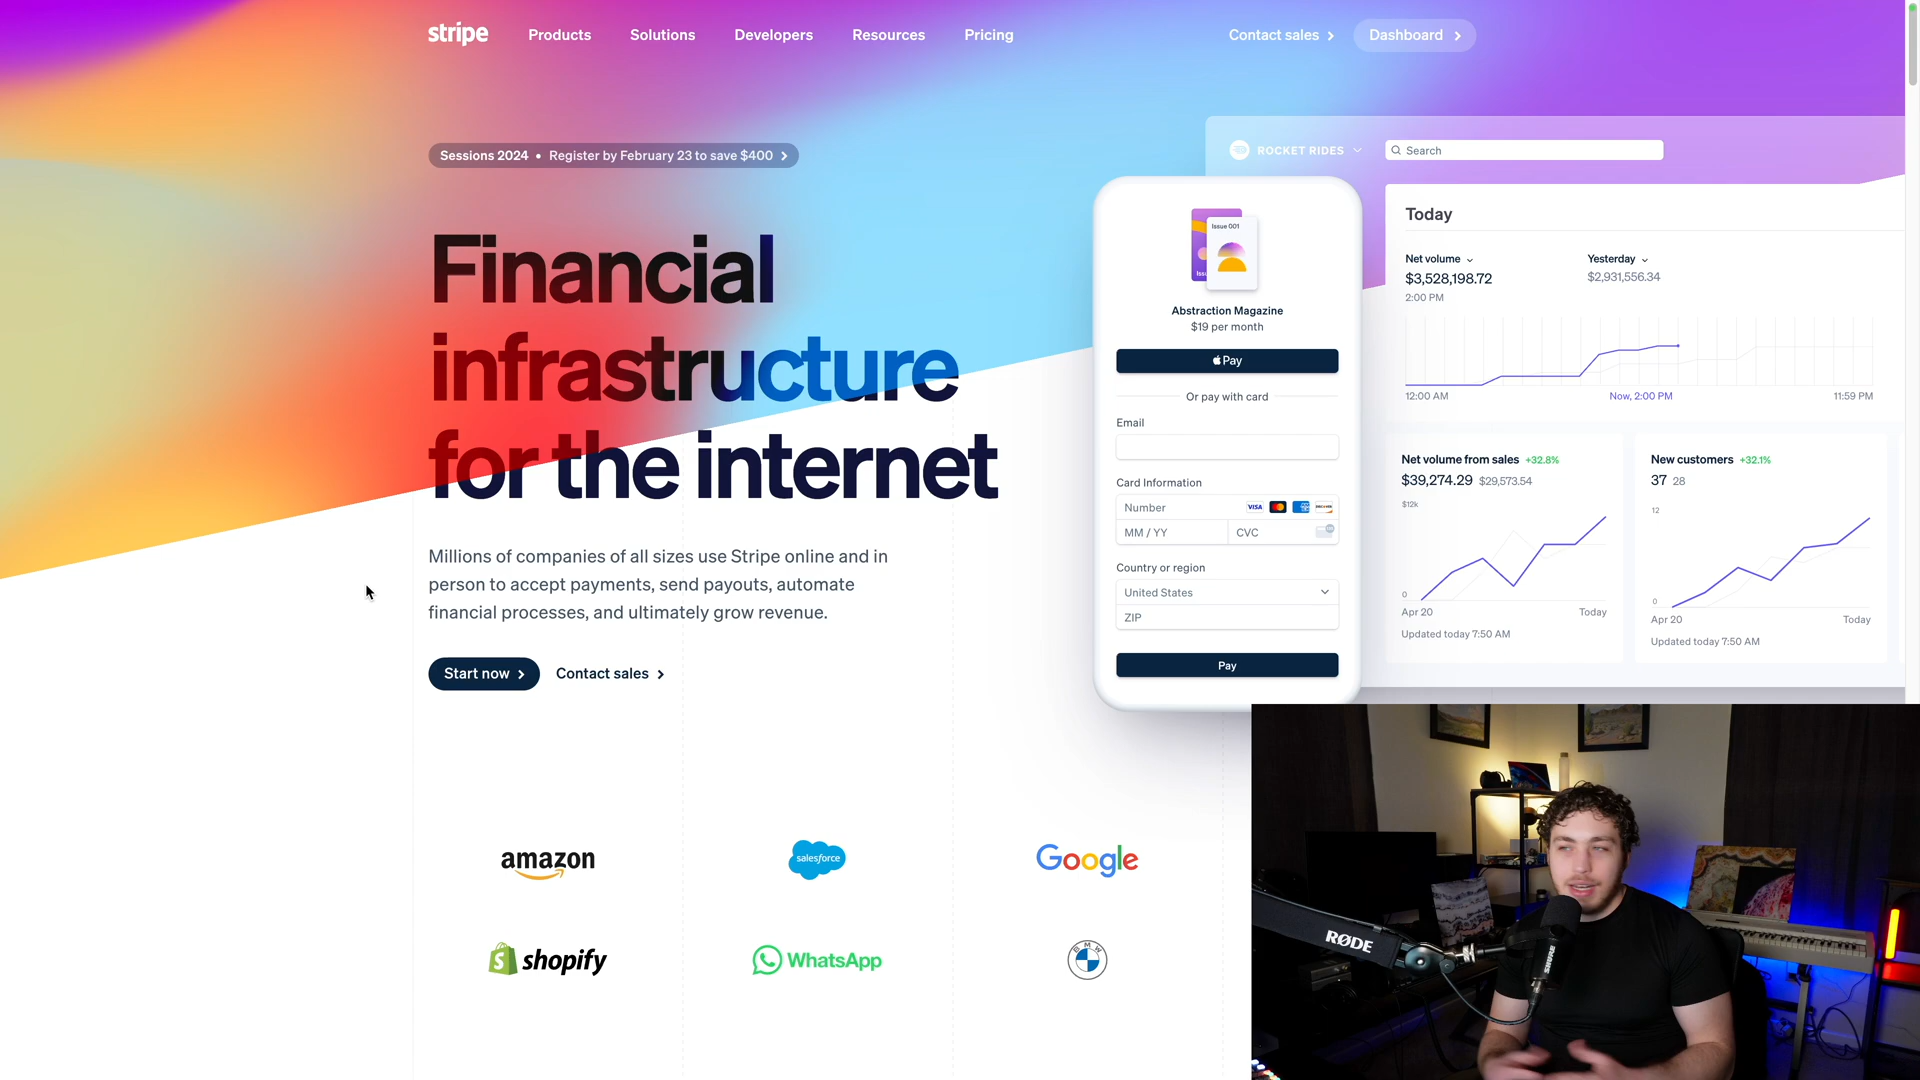 stripe
Products
Solutions
Developers
Resources
Pricing
Contact sales
Dashboard
Sessions 2024 • Register by February 23 to save $400
Financial
infrastructure
for the internet
Millions of companies of all sizes use Stripe online and in
person to accept payments, send payouts, automate
financial processes, and ultimately grow revenue.
Start now
Contact sales
Issue 001
Abstraction Magazine
$19 per month
Pay
Or pay with card
Email
Card Information
Number
VISA
MM / YY
CVC
Country or region
United States
ZIP
Pay
ROCKET RIDES
Search
Today
Net volume
$3,528,198.72
2:00 PM
Yesterday
$2,931,556.34
12:00 AM
Now, 2:00 PM
11:59 PM
Net volume from sales +32.8%
$39,274.29 $29,573.54
$12k
0
Apr 20
Today
Updated today 7:50 AM
New customers +32.1%
37 28
12
0
Apr 20
Today
Updated today 7:50 AM
amazon
salesforce
Google
shopify
WhatsApp
BMW
RØDE
SHURE